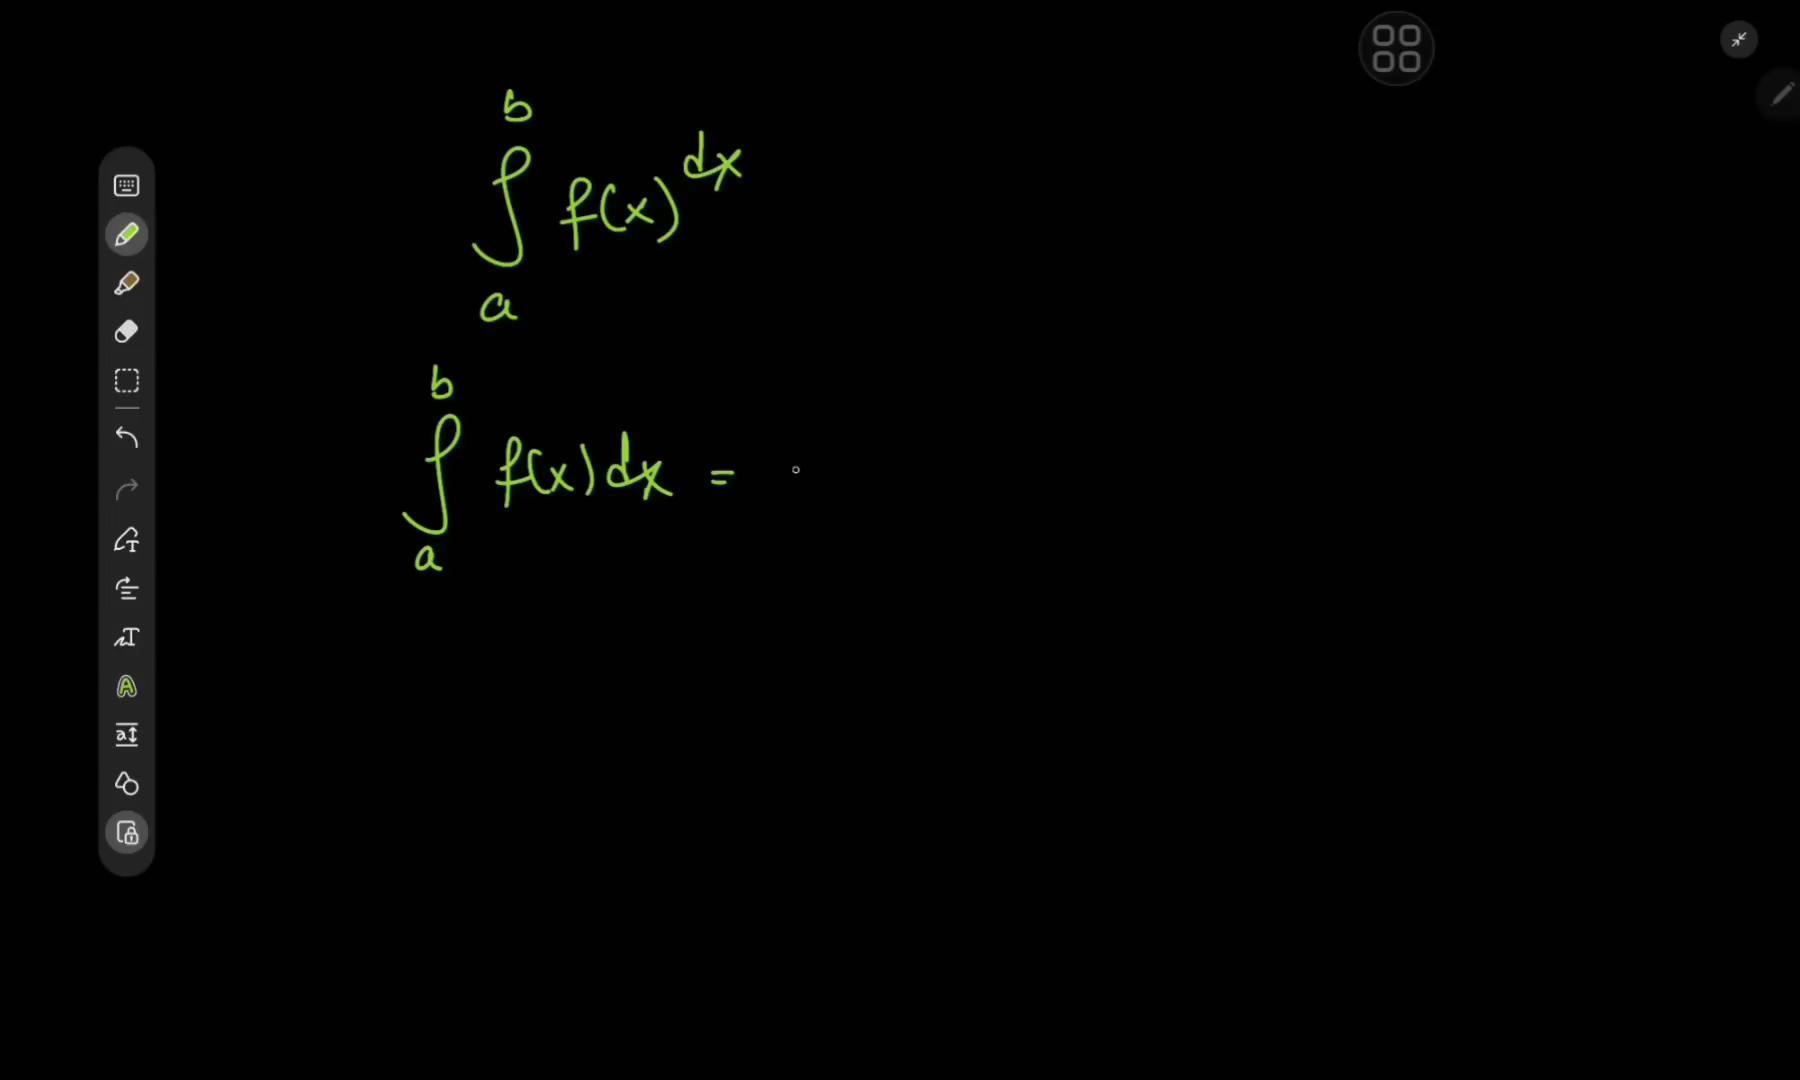 b
∫ f(x)^dx
a
b
∫ f(x) dx =
a